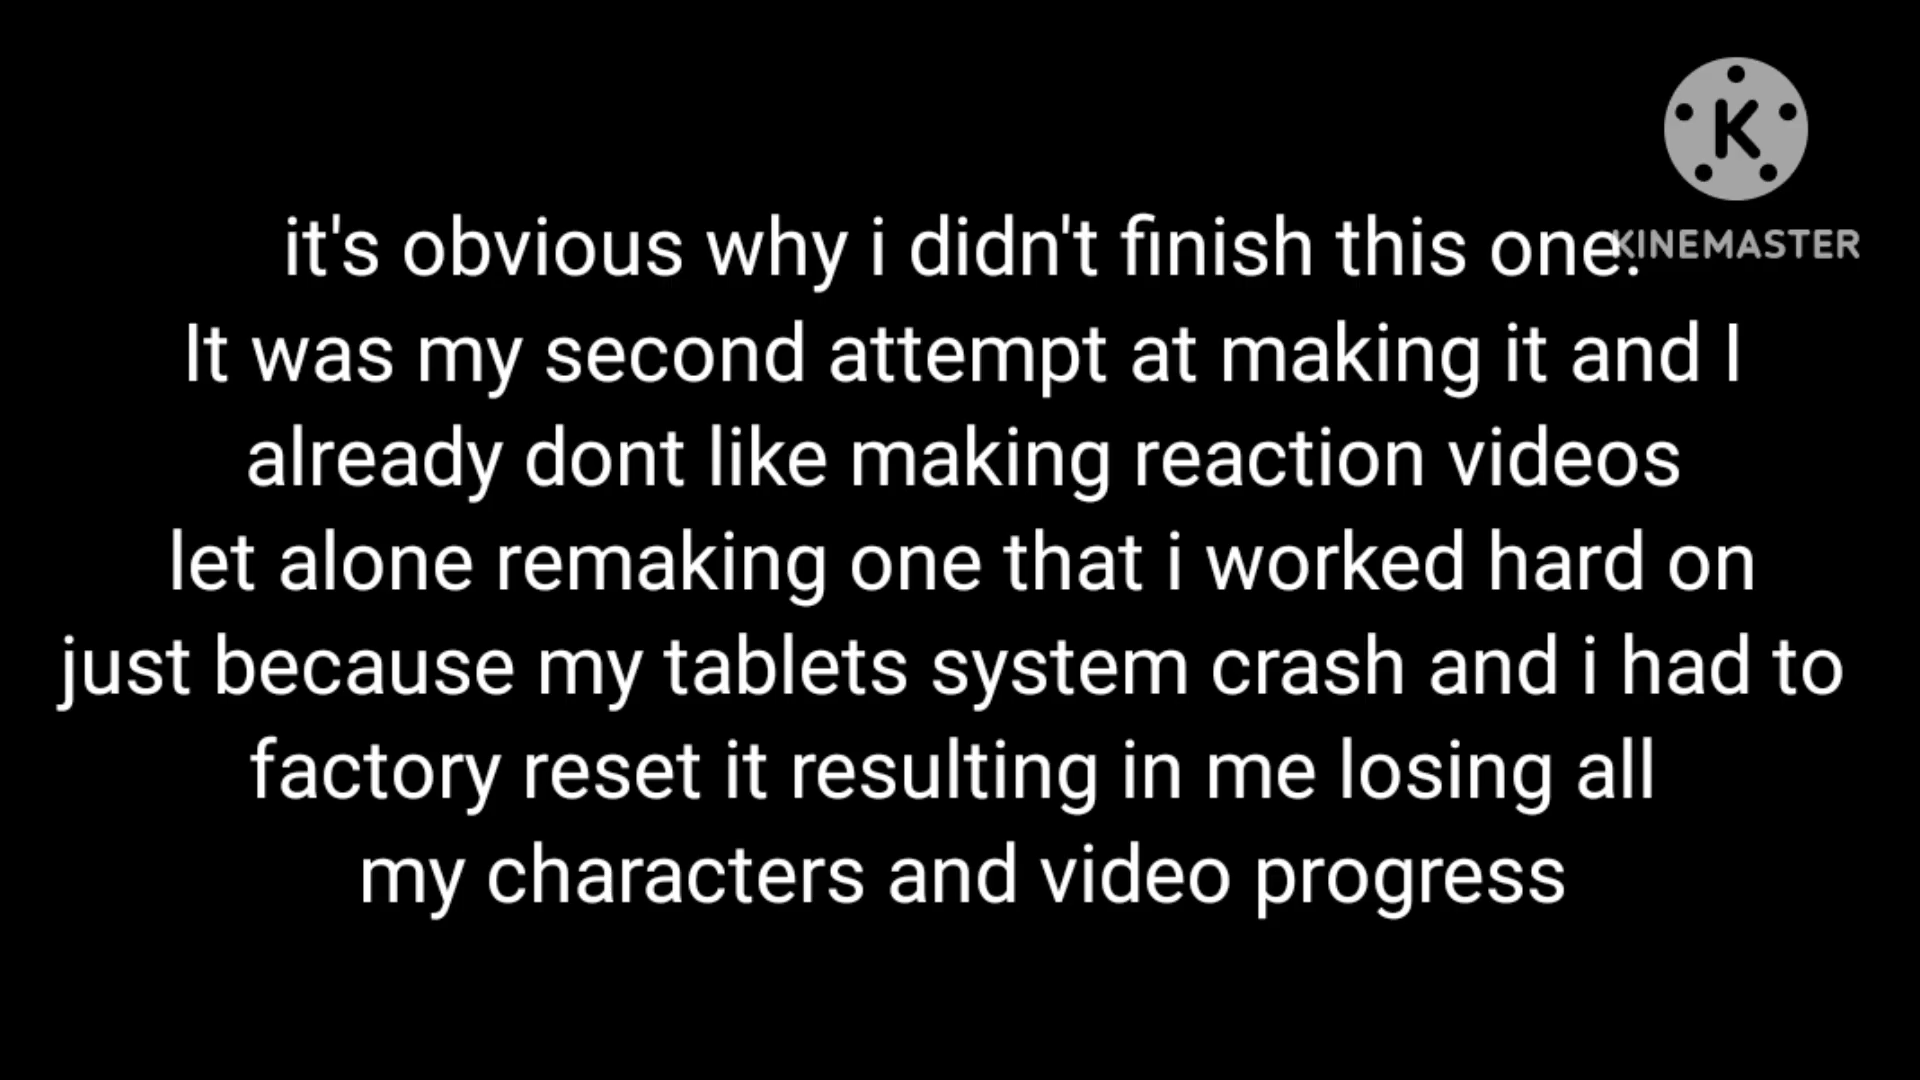 K
KINEMASTER
it's obvious why i didn't finish this one.
It was my second attempt at making it and I
already dont like making reaction videos
let alone remaking one that i worked hard on
just because my tablets system crash and i had to
factory reset it resulting in me losing all
my characters and video progress